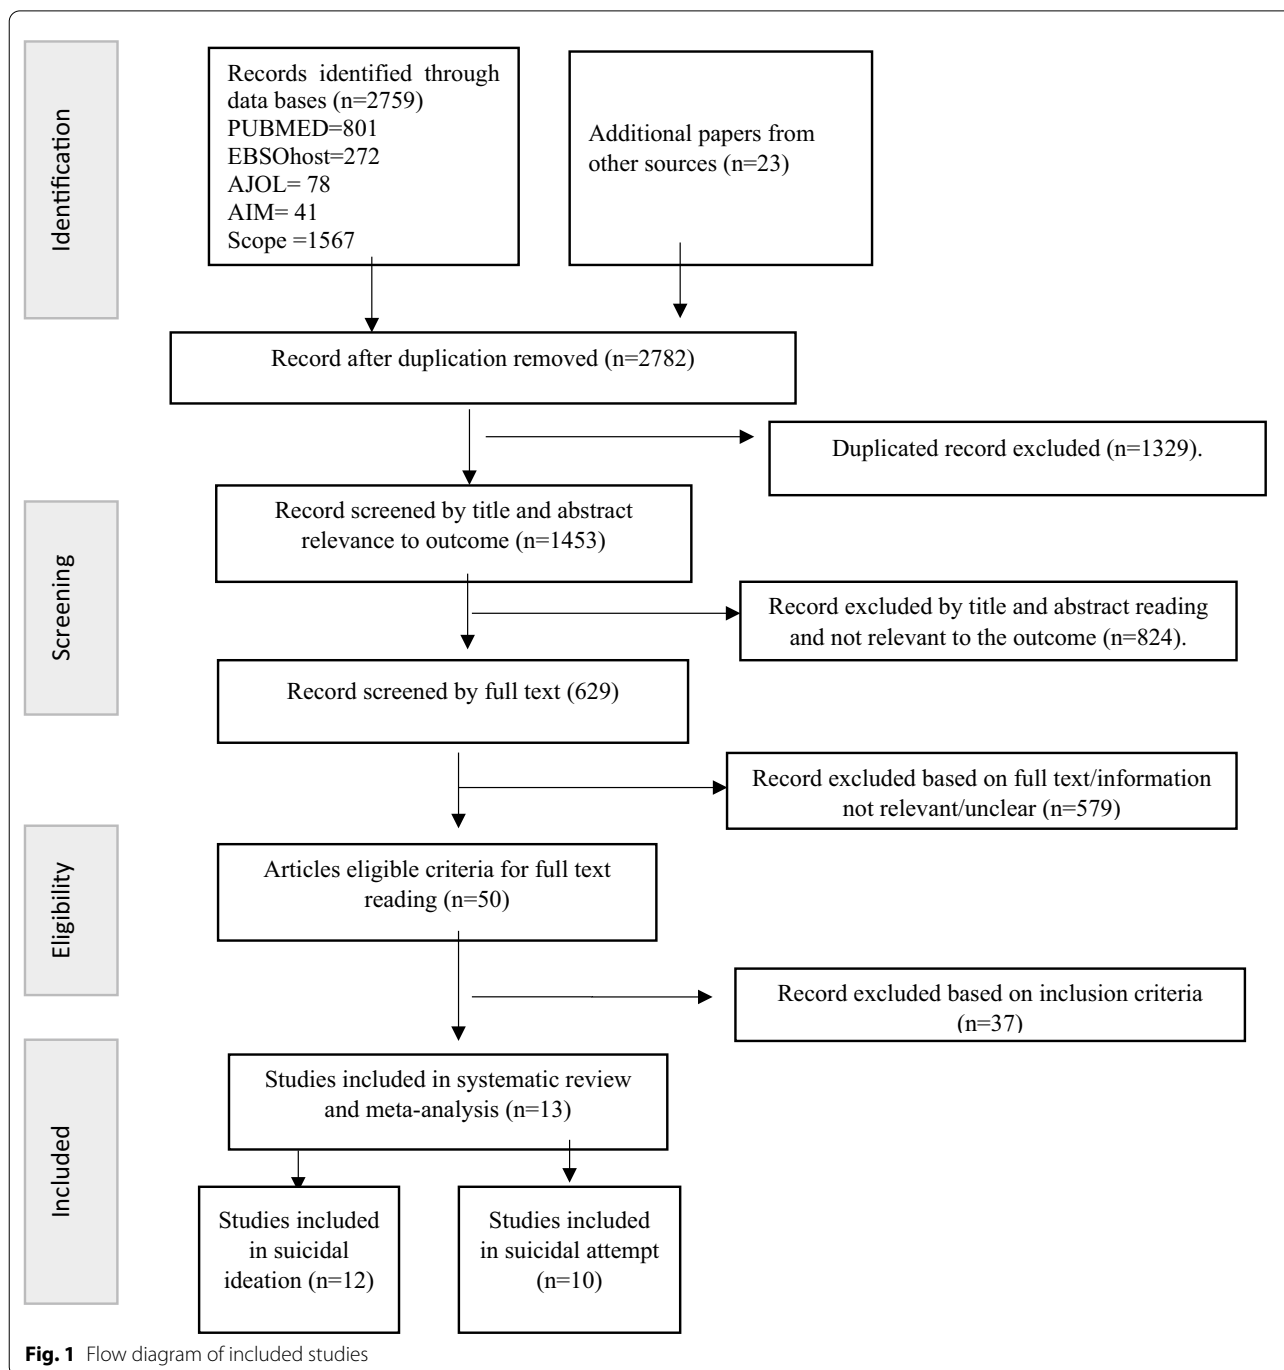 Identification
Records identified through
data bases (n=2759)
PUBMED=801
EBSOhost=272
AJOL= 78
AIM= 41
Scope =1567
Additional papers from
other sources (n=23)
Record after duplication removed (n=2782)
Duplicated record excluded (n=1329).
Screening
Record screened by title and abstract
relevance to outcome (n=1453)
Record excluded by title and abstract reading
and not relevant to the outcome (n=824).
Record screened by full text (629)
Record excluded based on full text/information
not relevant/unclear (n=579)
Eligibility
Articles eligible criteria for full text
reading (n=50)
Record excluded based on inclusion criteria
(n=37)
Included
Studies included in systematic review
and meta-analysis (n=13)
Studies included
in suicidal
ideation (n=12)
Studies included
in suicidal attempt
(n=10)
Fig. 1 Flow diagram of included studies